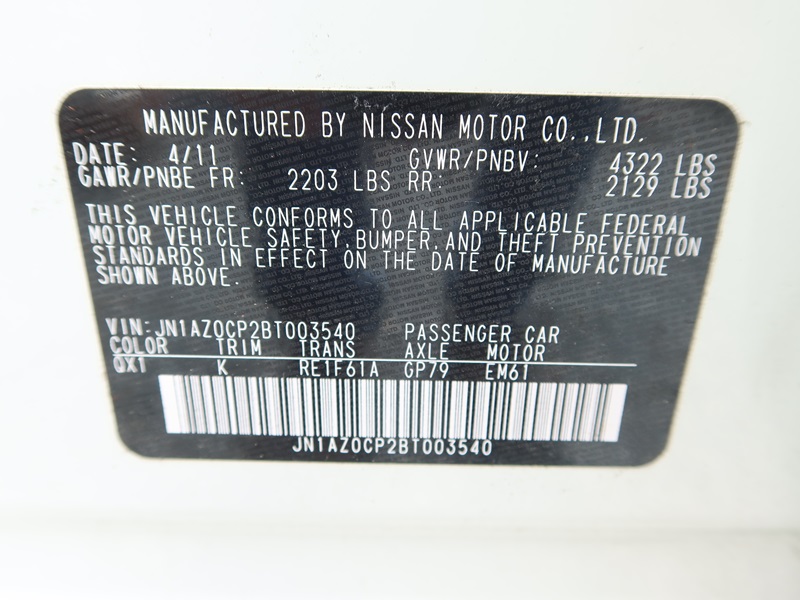 MANUFACTURED BY NISSAN MOTOR CO.,LTD.
DATE: 4/11 GVWR/PNBV: 4322 LBS
GAWR/PNBE FR: 2203 LBS RR: 2129 LBS
THIS VEHICLE CONFORMS TO ALL APPLICABLE FEDERAL
MOTOR VEHICLE SAFETY,BUMPER,AND THEFT PREVENTION
STANDARDS IN EFFECT ON THE DATE OF MANUFACTURE
SHOWN ABOVE.
VIN:JN1AZ0CP2BT003540 PASSENGER CAR
COLOR TRIM TRANS AXLE MOTOR
QX1 K RE1F61A GP79 EM61
JN1AZ0CP2BT003540